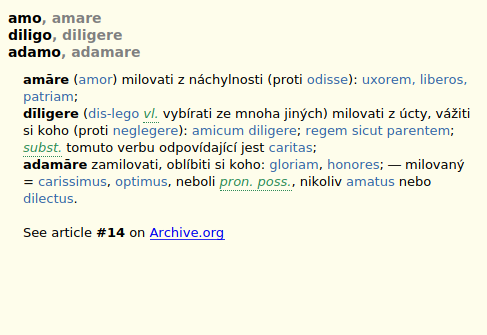 amo, amare
diligo, diligere
adamo, adamare
amāre (amor) milovati z náchylnosti (proti odisse): uxorem, liberos,
patriam;
dīligere (dis-lego vl. vybírati ze mnoha jiných) milovati z úcty, vážiti
si koho (proti neglegere): amicum diligere; regem sicut parentem;
subst. tomuto verbu odpovídající jest caritas;
adamāre zamilovati, oblíbiti si koho: gloriam, honores; — milovaný
= carissimus, optimus, neboli pron. poss., nikoliv amatus nebo
dilectus.
See article #14 on Archive.org